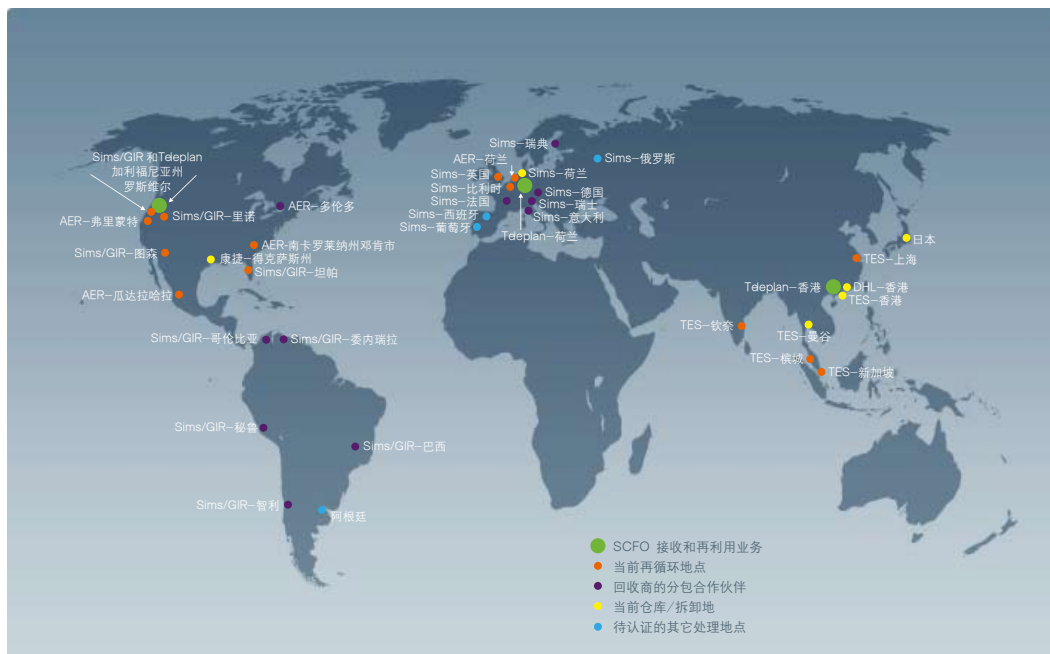 Sims/GIR 和Teleplan
加利福尼亚州
罗斯维尔
AER–弗里蒙特
Sims/GIR–里诺
AER–多伦多
Sims/GIR–图森
AER-南卡罗莱纳州邓肯市
康捷–得克萨斯州
Sims/GIR–坦帕
AER–瓜达拉哈拉
Sims/GIR–哥伦比亚
Sims/GIR–委内瑞拉
Sims/GIR–秘鲁
Sims/GIR–巴西
Sims/GIR–智利
阿根廷
Sims–瑞典
AER–荷兰
Sims–俄罗斯
Sims–英国
Sims–荷兰
Sims–比利时
Sims–德国
Sims–法国
Sims–瑞士
Sims–西班牙
Sims–意大利
Sims–葡萄牙
Teleplan–荷兰
日本
TES–上海
Teleplan–香港
DHL–香港
TES–香港
TES–钦奈
TES–曼谷
TES–槟城
TES–新加坡
SCFO 接收和再利用业务
当前再循环地点
回收商的分包合作伙伴
当前仓库/拆卸地
待认证的其它处理地点